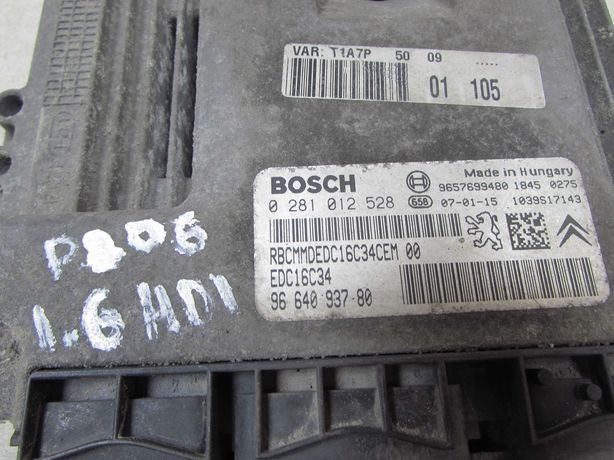 VAR: T1A7P 50 09 .....
01 105
Made in Hungary
BOSCH 9657699480 1845 0275
0 281 012 528 658 07-01-15 1039S17143
RBCMMDEDC16C34CEM 00
EDC16C34
96 640 937 80
P206
1.6 HDI